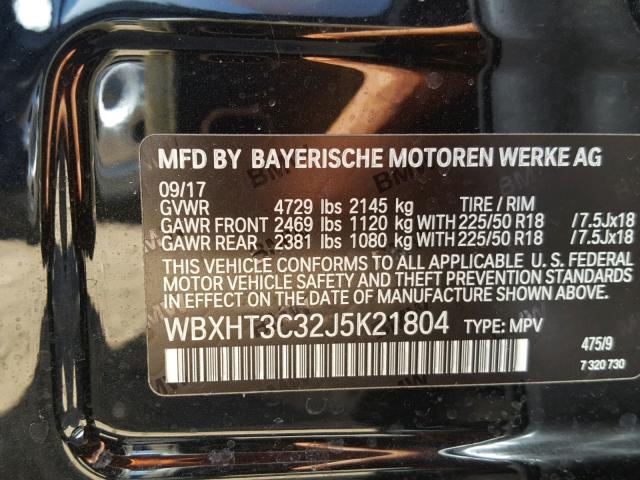 MFD BY BAYERISCHE MOTOREN WERKE AG
09/17
GVWR 4729 lbs 2145 kg TIRE / RIM
GAWR FRONT 2469 lbs 1120 kg WITH 225/50 R18 /7.5Jx18
GAWR REAR 2381 lbs 1080 kg WITH 225/50 R18 /7.5Jx18
THIS VEHICLE CONFORMS TO ALL APPLICABLE U. S. FEDERAL
MOTOR VEHICLE SAFETY AND THEFT PREVENTION STANDARDS
IN EFFECT ON THE DATE OF MANUFACTURE SHOWN ABOVE.
WBXHT3C32J5K21804 TYPE: MPV
475/9
7 320 730